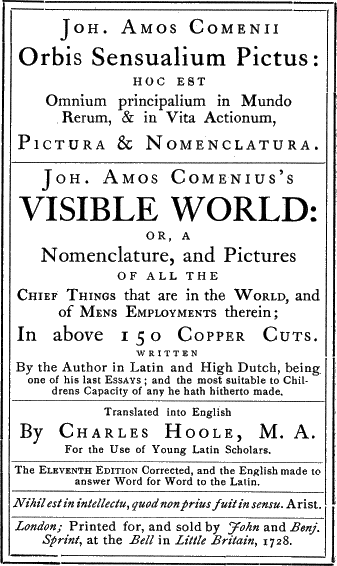 Joh. Amos Comenii
Orbis Sensualium Pictus:
HOC EST
Omnium principalium in Mundo
Rerum, & in Vita Actionum,
Pictura & Nomenclatura.
Joh. Amos Comenius's
VISIBLE WORLD:
OR, A
Nomenclature, and Pictures
OF ALL THE
Chief Things that are in the World, and
of Mens Employments therein;
In above 150 Copper Cuts.
WRITTEN
By the Author in Latin and High Dutch, being
one of his last Essays; and the most suitable to Chil-
drens Capacity of any he hath hitherto made.
Translated into English
By Charles Hoole, M. A.
For the Use of Young Latin Scholars.
The Eleventh Edition Corrected, and the English made to
answer Word for Word to the Latin.
Nihil est in intellectu, quod non prius fuit in sensu. Arist.
London; Printed for, and sold by John and Benj.
Sprint, at the Bell in Little Britain, 1728.